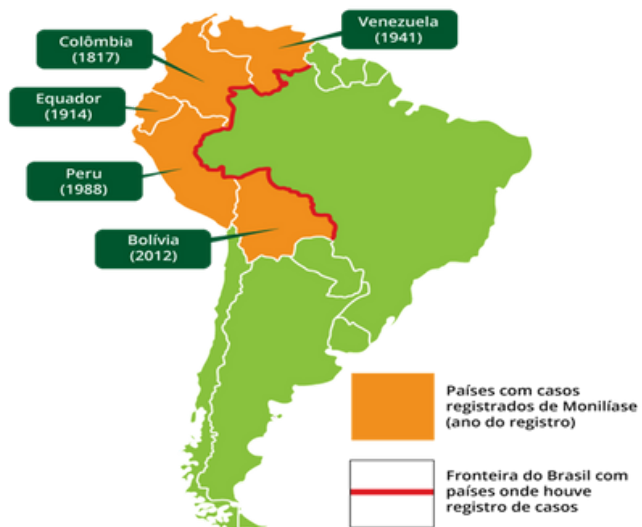 Venezuela
(1941)
Colômbia
(1817)
Equador
(1914)
Peru
(1988)
Bolívia
(2012)
Países com casos
registrados de Monilíase
(ano do registro)
Fronteira do Brasil com
países onde houve
registro de casos